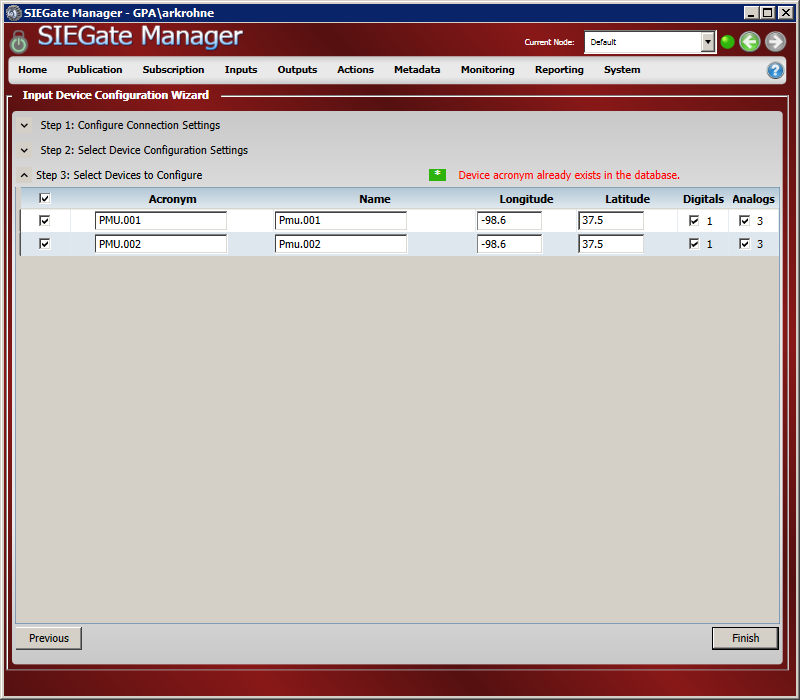 SIEGate Manager - GPA\arkrohne
SIEGate Manager
Current Node: Default
Home Publication Subscription Inputs Outputs Actions Metadata Monitoring Reporting System ?
Input Device Configuration Wizard
Step 1: Configure Connection Settings
Step 2: Select Device Configuration Settings
Step 3: Select Devices to Configure * Device acronym already exists in the database.
Acronym Name Longitude Latitude Digitals Analogs
PMU.001 Pmu.001 -98.6 37.5 1 3
PMU.002 Pmu.002 -98.6 37.5 1 3
Previous Finish